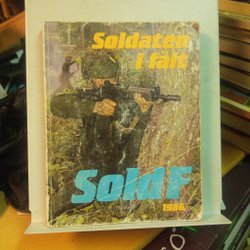 Soldaten
i fält
SoldF
1986